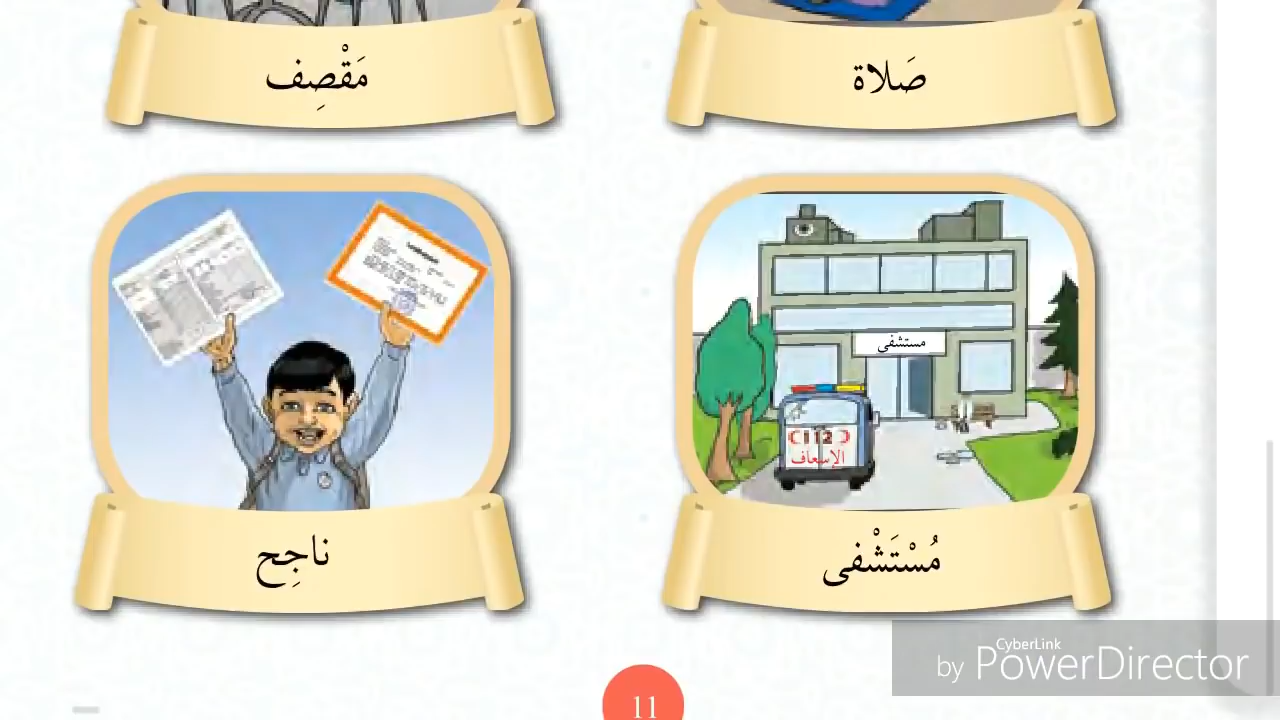 صَلاة
مَقْصِف
مستشفى
112
الإسعاف
مُسْتَشْفى
ناجِح
11
CyberLink
by PowerDirector